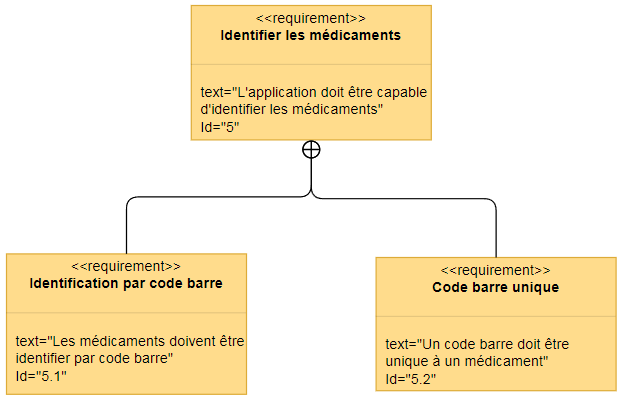 <<requirement>>
Identifier les médicaments
text="L'application doit être capable
d'identifier les médicaments"
Id="5"
<<requirement>>
Identification par code barre
text="Les médicaments doivent être
identifier par code barre"
Id="5.1"
<<requirement>>
Code barre unique
text="Un code barre doit être
unique à un médicament"
Id="5.2"